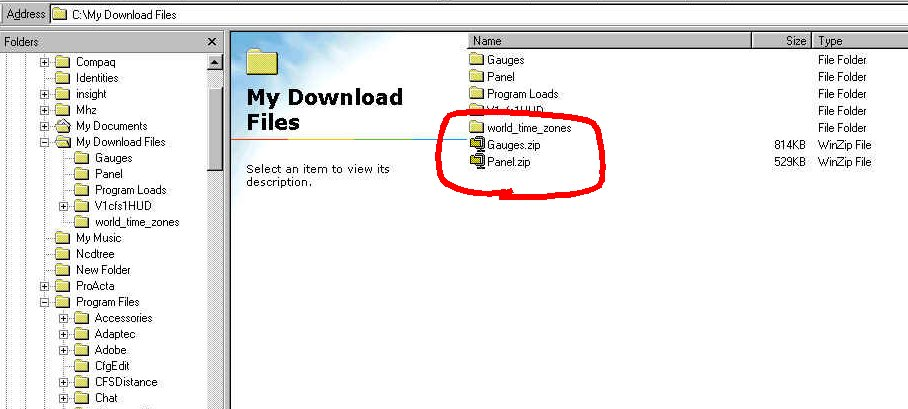 Address C:\My Download Files
Folders
Compaq
Identities
insight
Mhz
My Documents
My Download Files
Gauges
Panel
Program Loads
V1cfs1HUD
world_time_zones
My Music
Ncdtree
New Folder
ProActa
Program Files
Accessories
Adaptec
Adobe
CfgEdit
CFSDistance
Chat
My Download
Files
Select an item to view its
description.
Name Size Type
Gauges File Folder
Panel File Folder
Program Loads File Folder
V1cfs1HUD File Folder
world_time_zones File Folder
Gauges.zip 814KB WinZip File
Panel.zip 529KB WinZip File